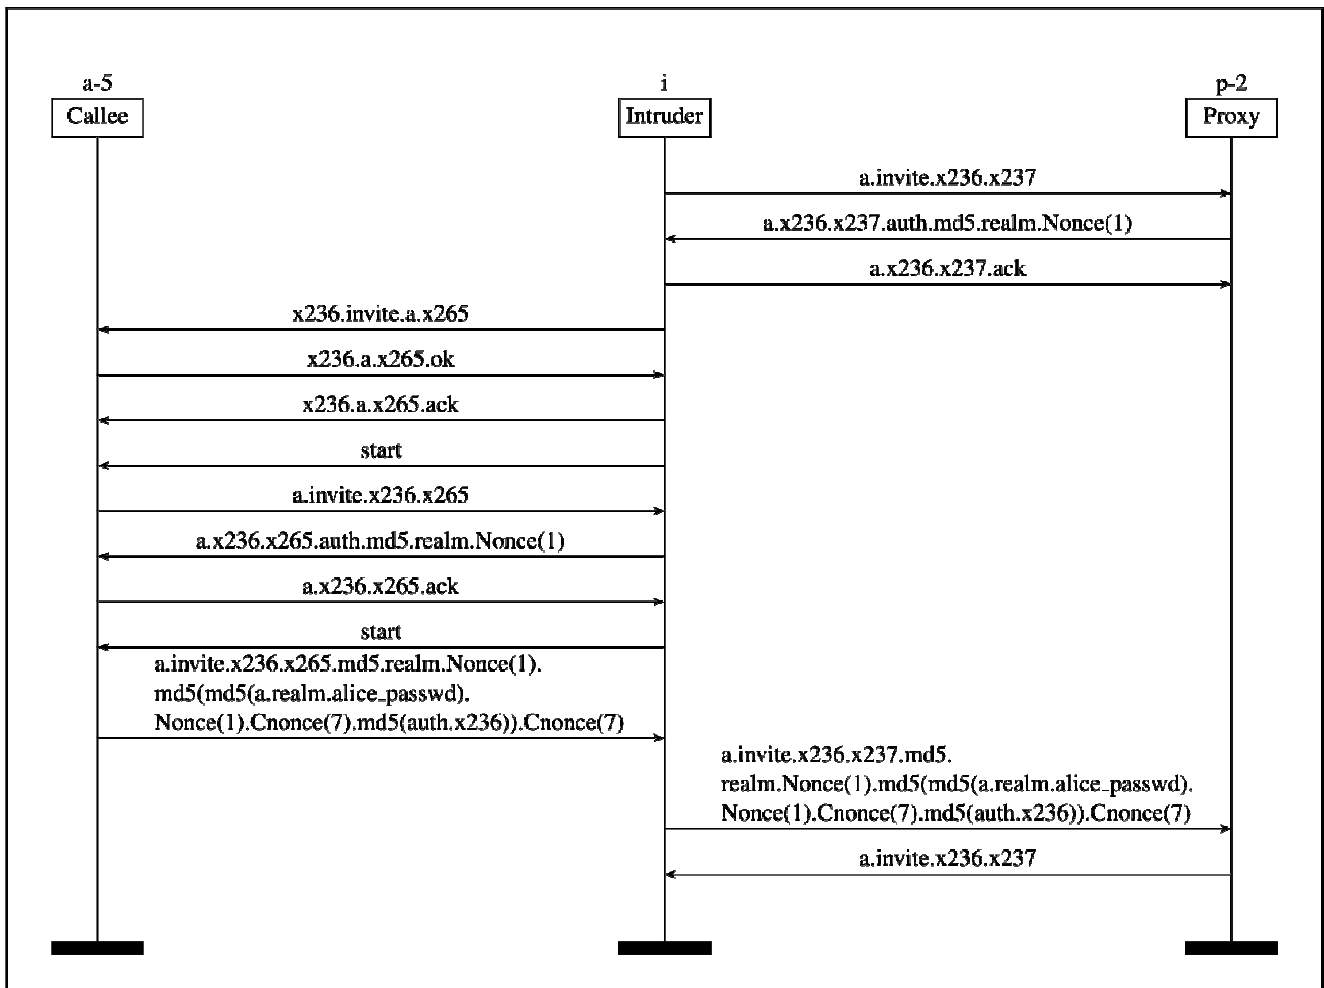 a-5
i
p-2
Callee
Intruder
Proxy
a.invite.x236.x237
a.x236.x237.auth.md5.realm.Nonce(1)
a.x236.x237.ack
x236.invite.a.x265
x236.a.x265.ok
x236.a.x265.ack
start
a.invite.x236.x265
a.x236.x265.auth.md5.realm.Nonce(1)
a.x236.x265.ack
start
a.invite.x236.x265.md5.realm.Nonce(1).
md5(md5(a.realm.alice_passwd).
Nonce(1).Cnonce(7).md5(auth.x236)).Cnonce(7)
a.invite.x236.x237.md5.
realm.Nonce(1).md5(md5(a.realm.alice_passwd).
Nonce(1).Cnonce(7).md5(auth.x236)).Cnonce(7)
a.invite.x236.x237